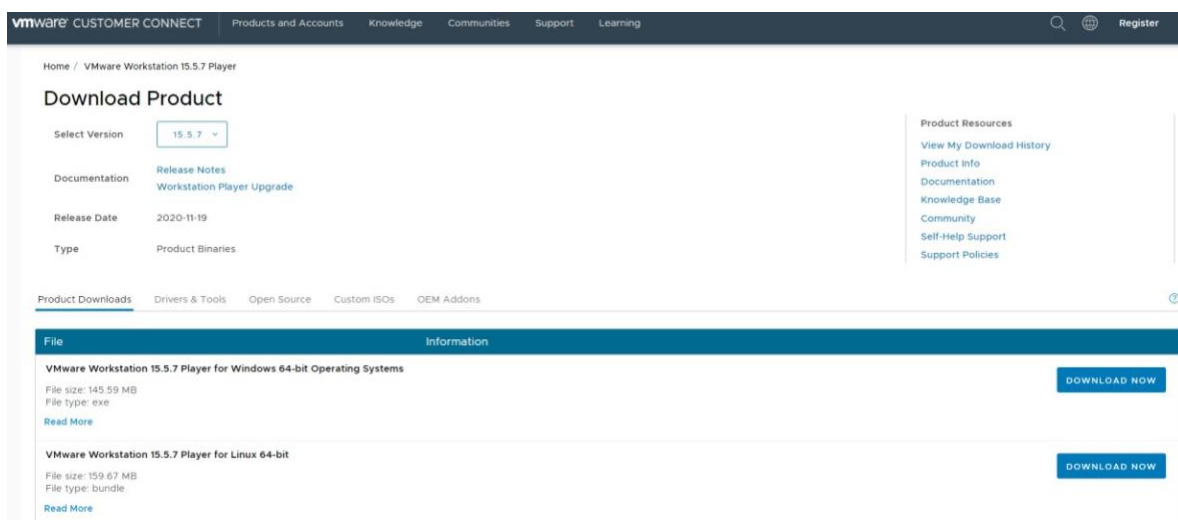 vmware CUSTOMER CONNECT Products and Accounts Knowledge Communities Support Learning Register
Home / VMware Workstation 15.5.7 Player
Download Product
Select Version 15.5.7
Documentation Release Notes
Workstation Player Upgrade
Release Date 2020-11-19
Type Product Binaries
Product Resources
View My Download History
Product Info
Documentation
Knowledge Base
Community
Self-Help Support
Support Policies
Product Downloads Drivers & Tools Open Source Custom ISOs OEM Addons
File Information
VMware Workstation 15.5.7 Player for Windows 64-bit Operating Systems
File size: 145.59 MB
File type: exe
Read More
DOWNLOAD NOW
VMware Workstation 15.5.7 Player for Linux 64-bit
File size: 159.67 MB
File type: bundle
Read More
DOWNLOAD NOW